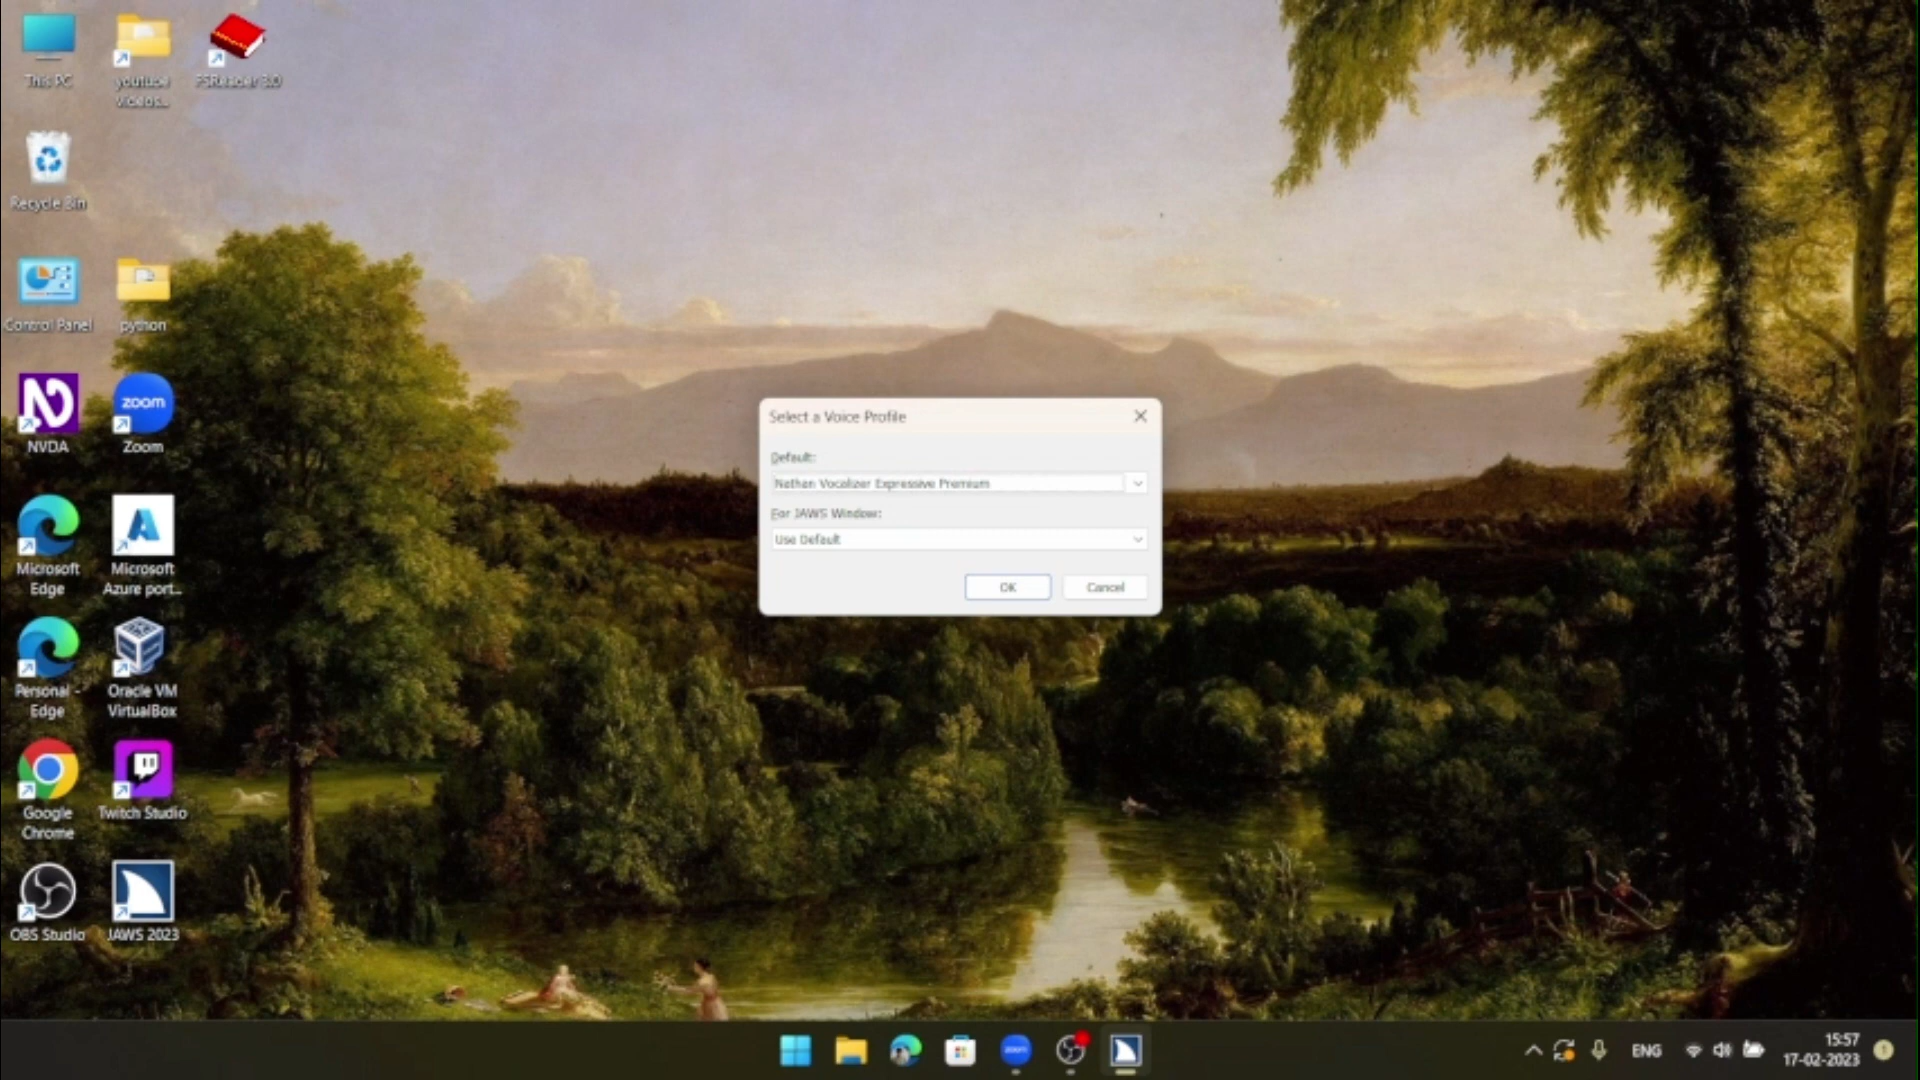 This PC
youtube
FSReader 3.0
Recycle Bin
Control Panel
python
NVDA
zoom
Zoom
Microsoft
Edge
Microsoft
Azure port...
Personal -
Edge
Oracle VM
VirtualBox
Google
Chrome
Twitch Studio
OBS Studio
JAWS 2023
Select a Voice Profile
Default:
Nathan Vocalizer Expressive Premium
For JAWS Window:
Use Default
OK
Cancel
zoom
ENG
15:57
17-02-2023
1